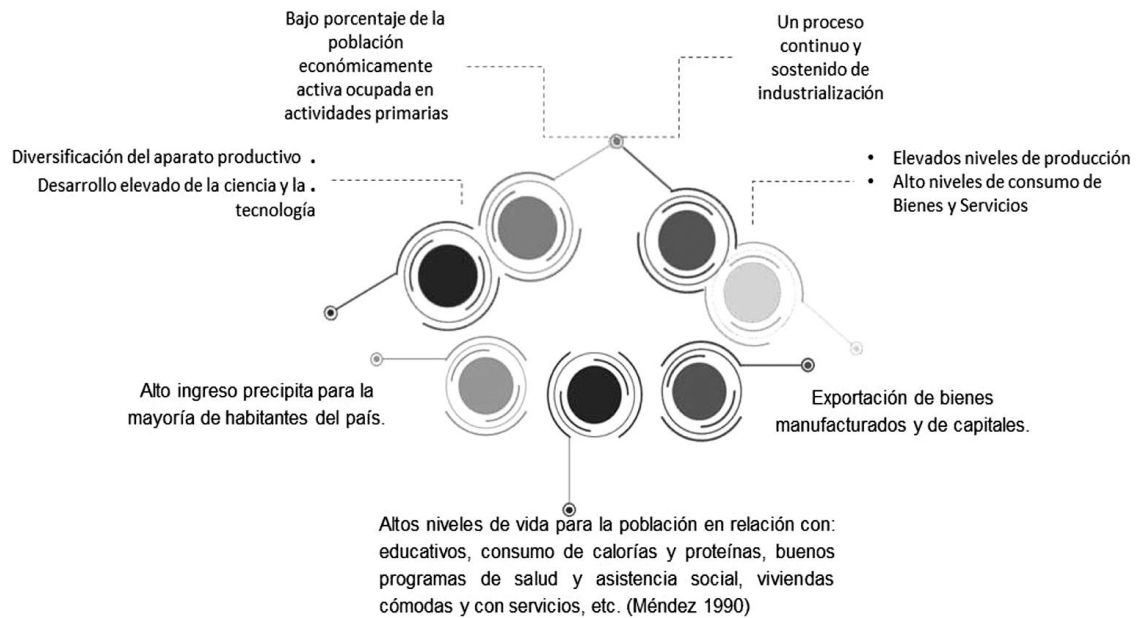 Bajo porcentaje de la
población
económicamente
activa ocupada en
actividades primarias
Un proceso
continuo y
sostenido de
industrialización
Diversificación del aparato productivo .
Desarrollo elevado de la ciencia y la .
tecnología
• Elevados niveles de producción
• Alto niveles de consumo de
Bienes y Servicios
Alto ingreso precipita para la
mayoría de habitantes del país.
Exportación de bienes
manufacturados y de capitales.
Altos niveles de vida para la población en relación con:
educativos, consumo de calorías y proteínas, buenos
programas de salud y asistencia social, viviendas
cómodas y con servicios, etc. (Méndez 1990)